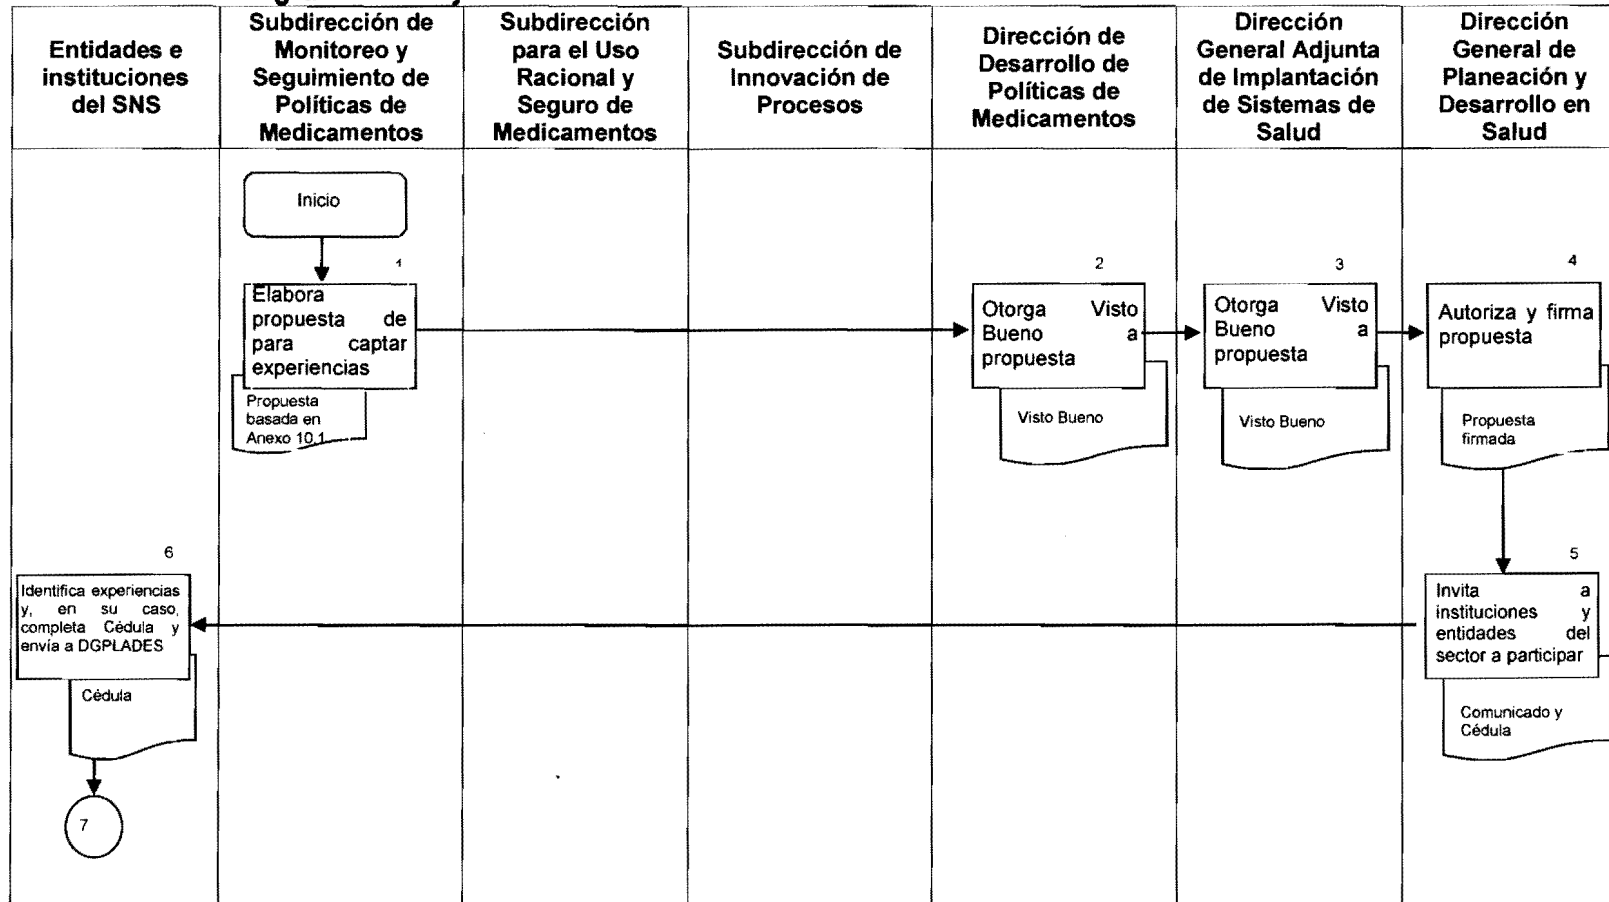 Entidades e
instituciones
del SNS
Subdirección de
Monitoreo y
Seguimiento de
Políticas de
Medicamentos
Subdirección
para el Uso
Racional y
Seguro de
Medicamentos
Subdirección de
Innovación de
Procesos
Dirección de
Desarrollo de
Políticas de
Medicamentos
Dirección
General Adjunta
de Implantación
de Sistemas de
Salud
Dirección
General de
Planeación y
Desarrollo en
Salud
Inicio
1
Elabora
propuesta de
para captar
experiencias
Propuesta
basada en
Anexo 10.1
2
Otorga Visto
Bueno a
propuesta
Visto Bueno
3
Otorga Visto
Bueno a
propuesta
Visto Bueno
4
Autoriza y firma
propuesta
Propuesta
firmada
5
Invita a
instituciones y
entidades del
sector a participar
Comunicado y
Cédula
6
Identifica experiencias
y, en su caso,
completa Cédula y
envía a DGPLADES
Cédula
7